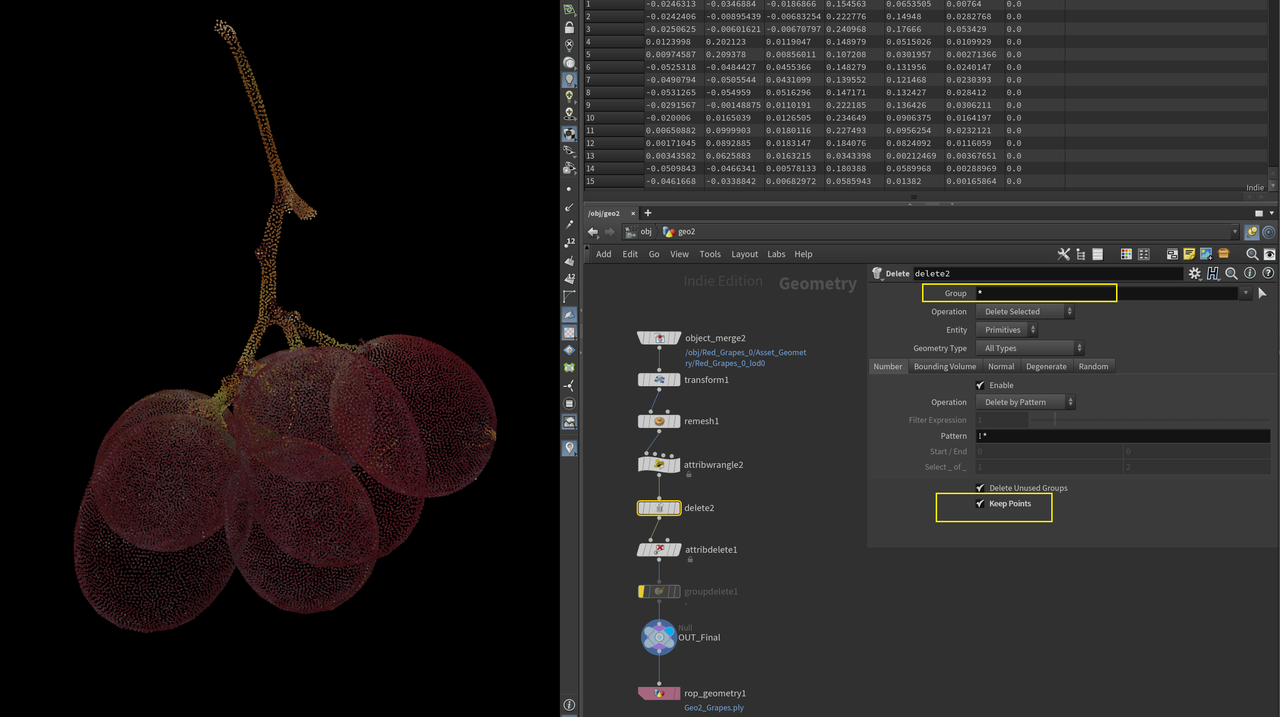 1 -0.0246313 -0.0346884 -0.0186866 0.154563 0.0653505 0.00764 0.0
2 -0.0242406 -0.00895439 -0.00683254 0.222776 0.14948 0.0282768 0.0
3 -0.0250625 -0.00601621 -0.00670797 0.240968 0.17666 0.053429 0.0
4 0.0123998 0.202123 0.0119047 0.148979 0.0515026 0.0109929 0.0
5 0.00974587 0.209378 0.00856011 0.107208 0.0301957 0.00271366 0.0
6 -0.0525318 -0.0484427 0.0455366 0.148279 0.131956 0.0240147 0.0
7 -0.0490794 -0.0505544 0.0431099 0.139552 0.121468 0.0230393 0.0
8 -0.0531265 -0.054959 0.0516296 0.147171 0.132427 0.028412 0.0
9 -0.0291567 -0.00148875 0.0110191 0.222185 0.136426 0.0306211 0.0
10 -0.020006 0.0165039 0.0126505 0.234649 0.0906375 0.0164197 0.0
11 0.00650882 0.0999903 0.0180116 0.227493 0.0956254 0.0232121 0.0
12 0.00171045 0.0892885 0.0183147 0.184076 0.0824092 0.0116059 0.0
13 0.00343582 0.0625883 0.0163215 0.0343398 0.00212469 0.00367651 0.0
14 -0.0509843 -0.0466341 0.00578133 0.180388 0.0589968 0.00288969 0.0
15 -0.0461668 -0.0338842 0.00682972 0.0585943 0.01382 0.00165864 0.0
Indie
/obj/geo2 × +
obj geo2
Add Edit Go View Tools Layout Labs Help
Indie Edition Geometry
object_merge2
/obj/Red_Grapes_0/Asset_Geomet
ry/Red_Grapes_0_lod0
transform1
remesh1
attribwrangle2
delete2
attribdelete1
groupdelete1
Null
OUT_Final
rop_geometry1
Geo2_Grapes.ply
Delete delete2
Group *
Operation Delete Selected
Entity Primitives
Geometry Type All Types
Number Bounding Volume Normal Degenerate Random
Enable
Operation Delete by Pattern
Filter Expression 1
Pattern !*
Start / End 0 0
Select _ of _ 1 2
Delete Unused Groups
Keep Points
12
12